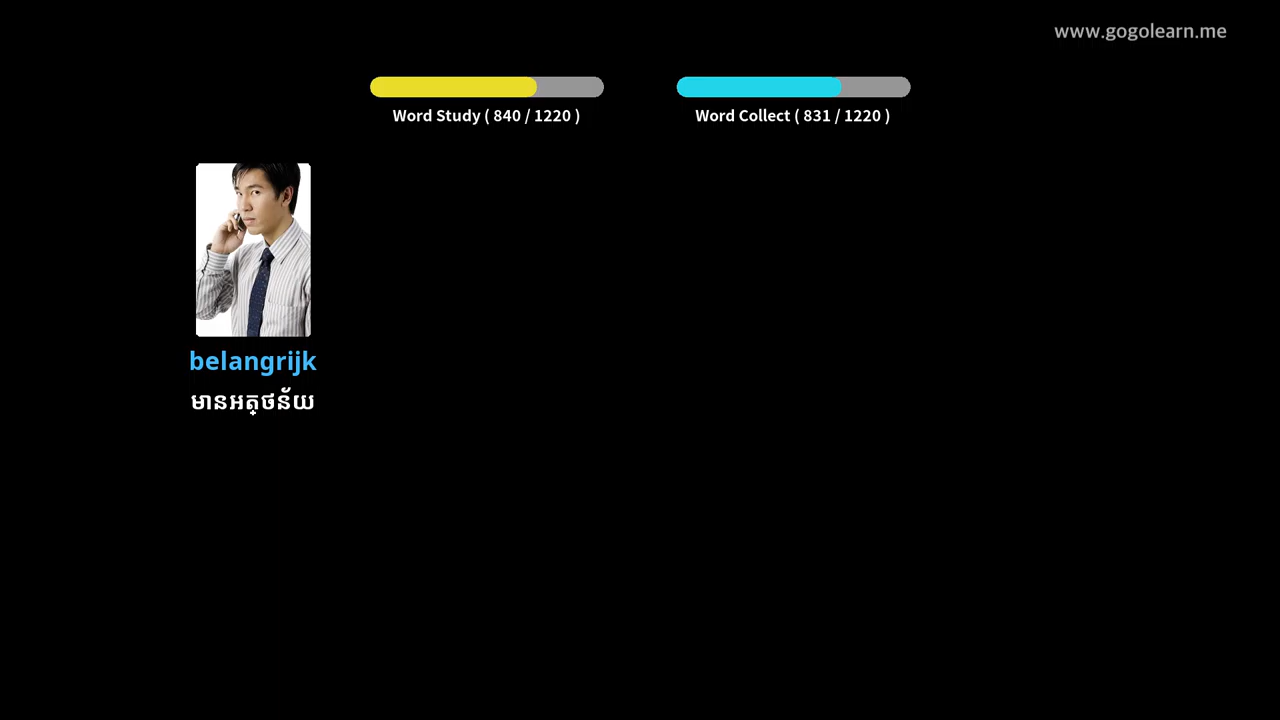 www.gogolearn.me
Word Study ( 840 / 1220 )
Word Collect ( 831 / 1220 )
belangrijk
មានអត្ថន័យ